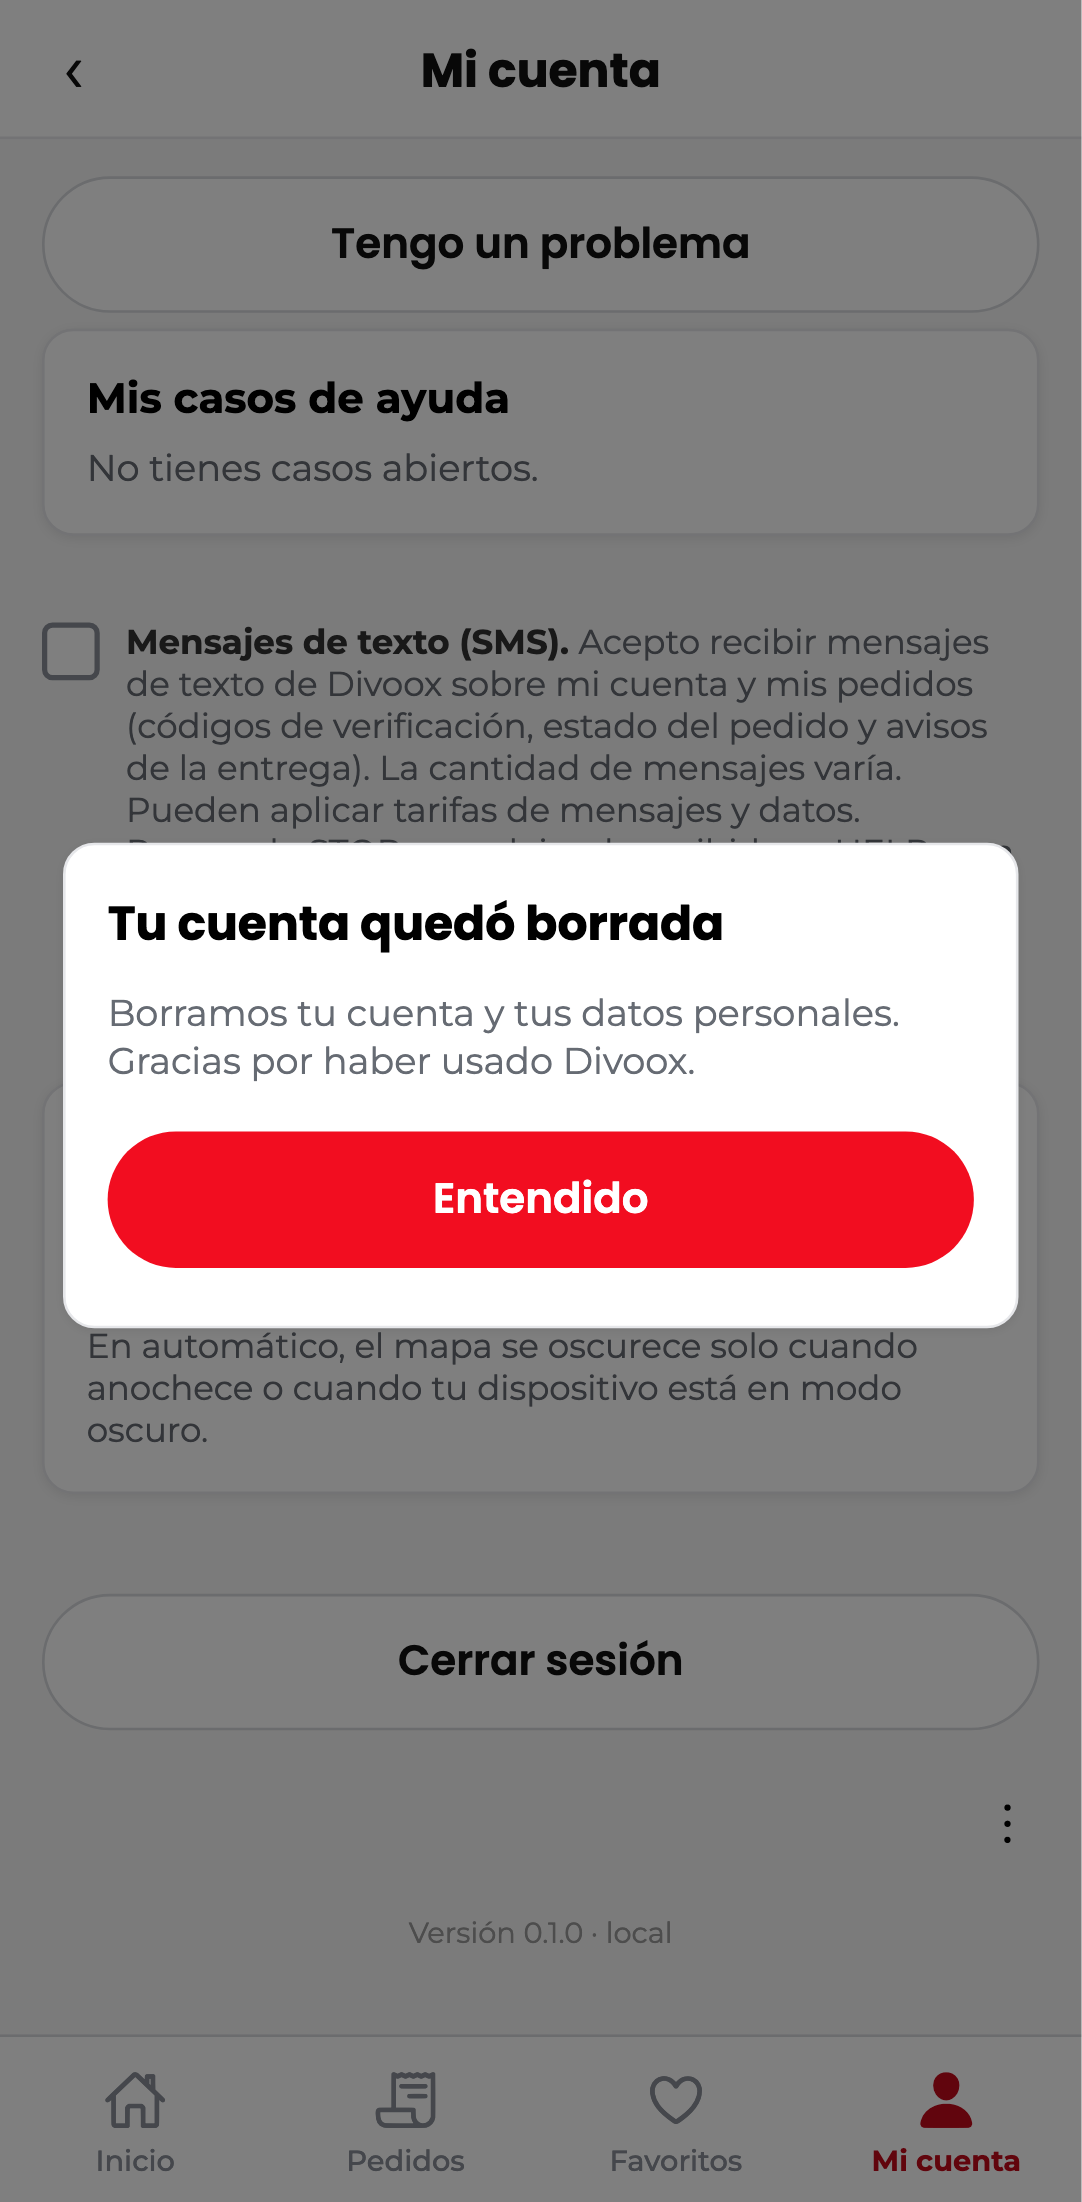 Mi cuenta
Tengo un problema
Mis casos de ayuda
No tienes casos abiertos.
Mensajes de texto (SMS). Acepto recibir mensajes
de texto de Divoox sobre mi cuenta y mis pedidos
(códigos de verificación, estado del pedido y avisos
de la entrega). La cantidad de mensajes varía.
Pueden aplicar tarifas de mensajes y datos.
Tu cuenta quedó borrada
Borramos tu cuenta y tus datos personales.
Gracias por haber usado Divoox.
Entendido
En automático, el mapa se oscurece solo cuando
anochece o cuando tu dispositivo está en modo
oscuro.
Cerrar sesión
Versión 0.1.0 · local
Inicio
Pedidos
Favoritos
Mi cuenta